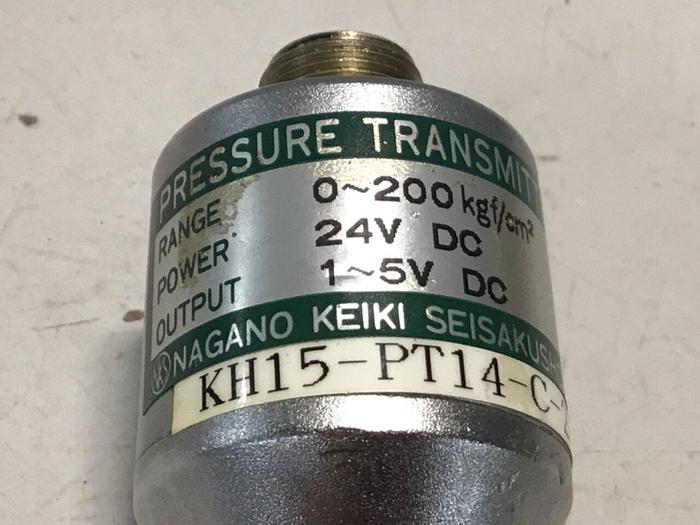 PRESSURE TRANSMITT
RANGE 0~200 kgf/cm²
POWER 24V DC
OUTPUT 1~5V DC
NAGANO KEIKI SEISAKUSH
KH15-PT14-C-